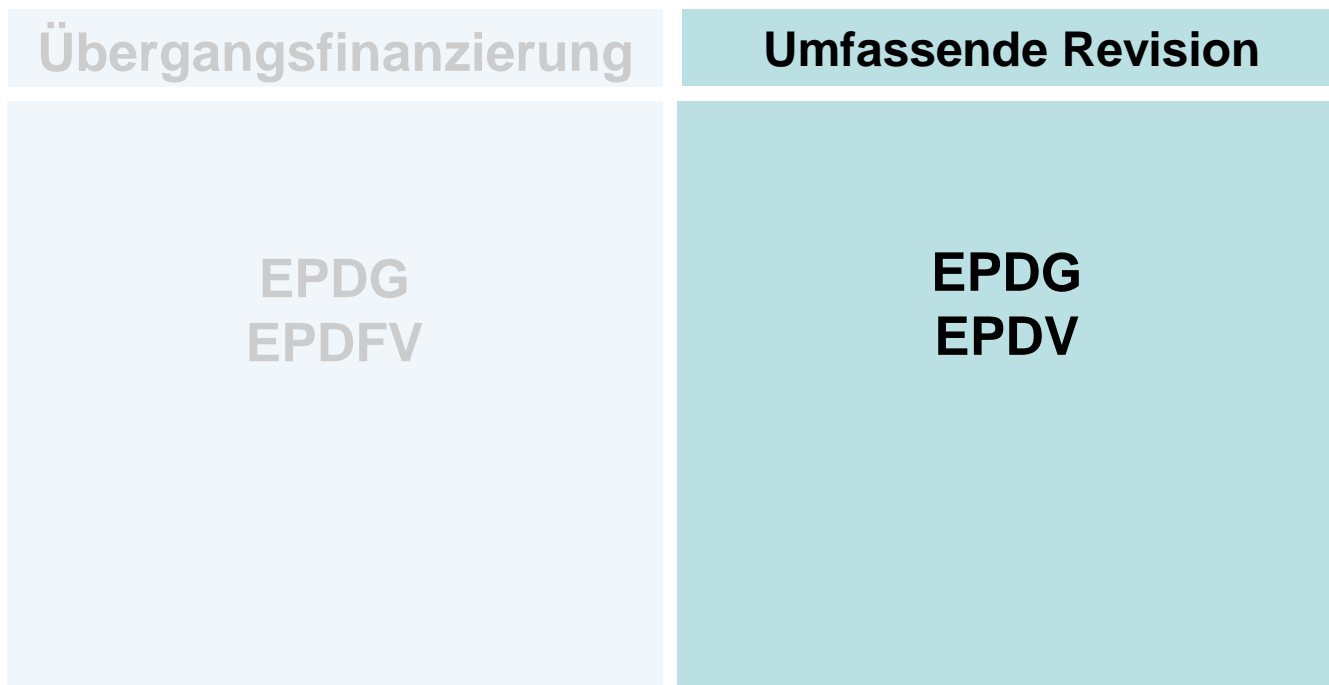 Übergangsfinanzierung
EPDG
EPDFV
Umfassende Revision
EPDG
EPDV